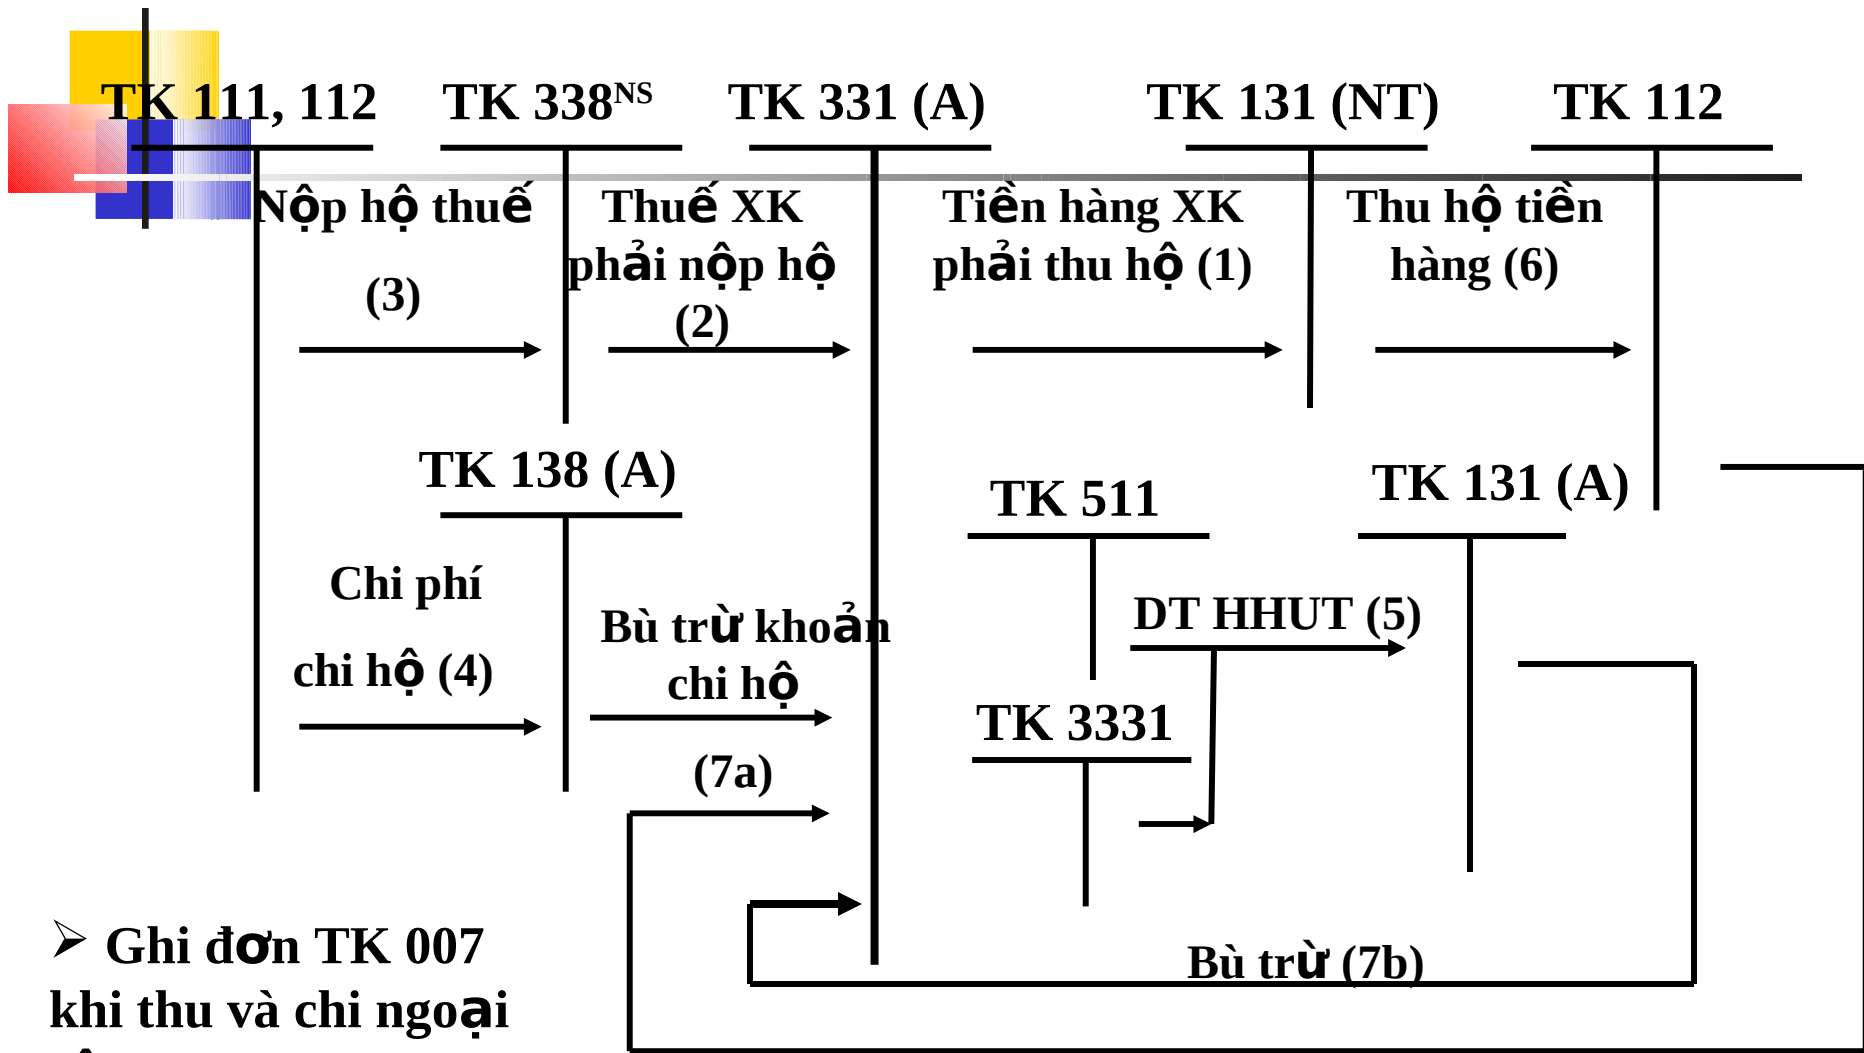 TK 111, 112
TK 338NS
TK 331 (A)
TK 131 (NT)
TK 112
Nộp hộ thuế
(3)
Thuế XK
phải nộp hộ
(2)
Tiền hàng XK
phải thu hộ (1)
Thu hộ tiền
hàng (6)
TK 138 (A)
TK 511
TK 131 (A)
Chi phí
chi hộ (4)
Bù trừ khoản
chi hộ
(7a)
DT HHUT (5)
TK 3331
Bù trừ (7b)
Ghi đơn TK 007
khi thu và chi ngoại